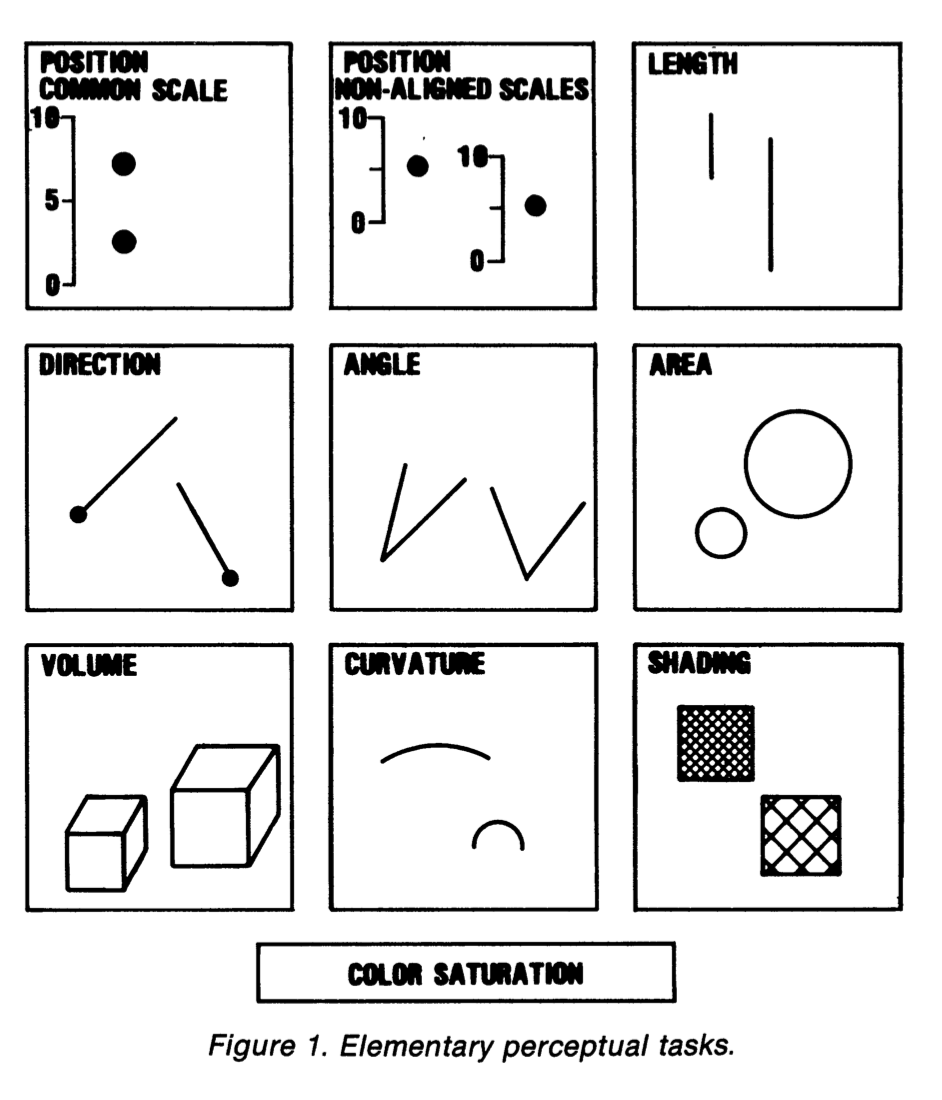 POSITION
COMMON SCALE
10
5
0
POSITION
NON-ALIGNED SCALES
10
0
10
0
LENGTH
DIRECTION
ANGLE
AREA
VOLUME
CURVATURE
SHADING
COLOR SATURATION
Figure 1. Elementary perceptual tasks.